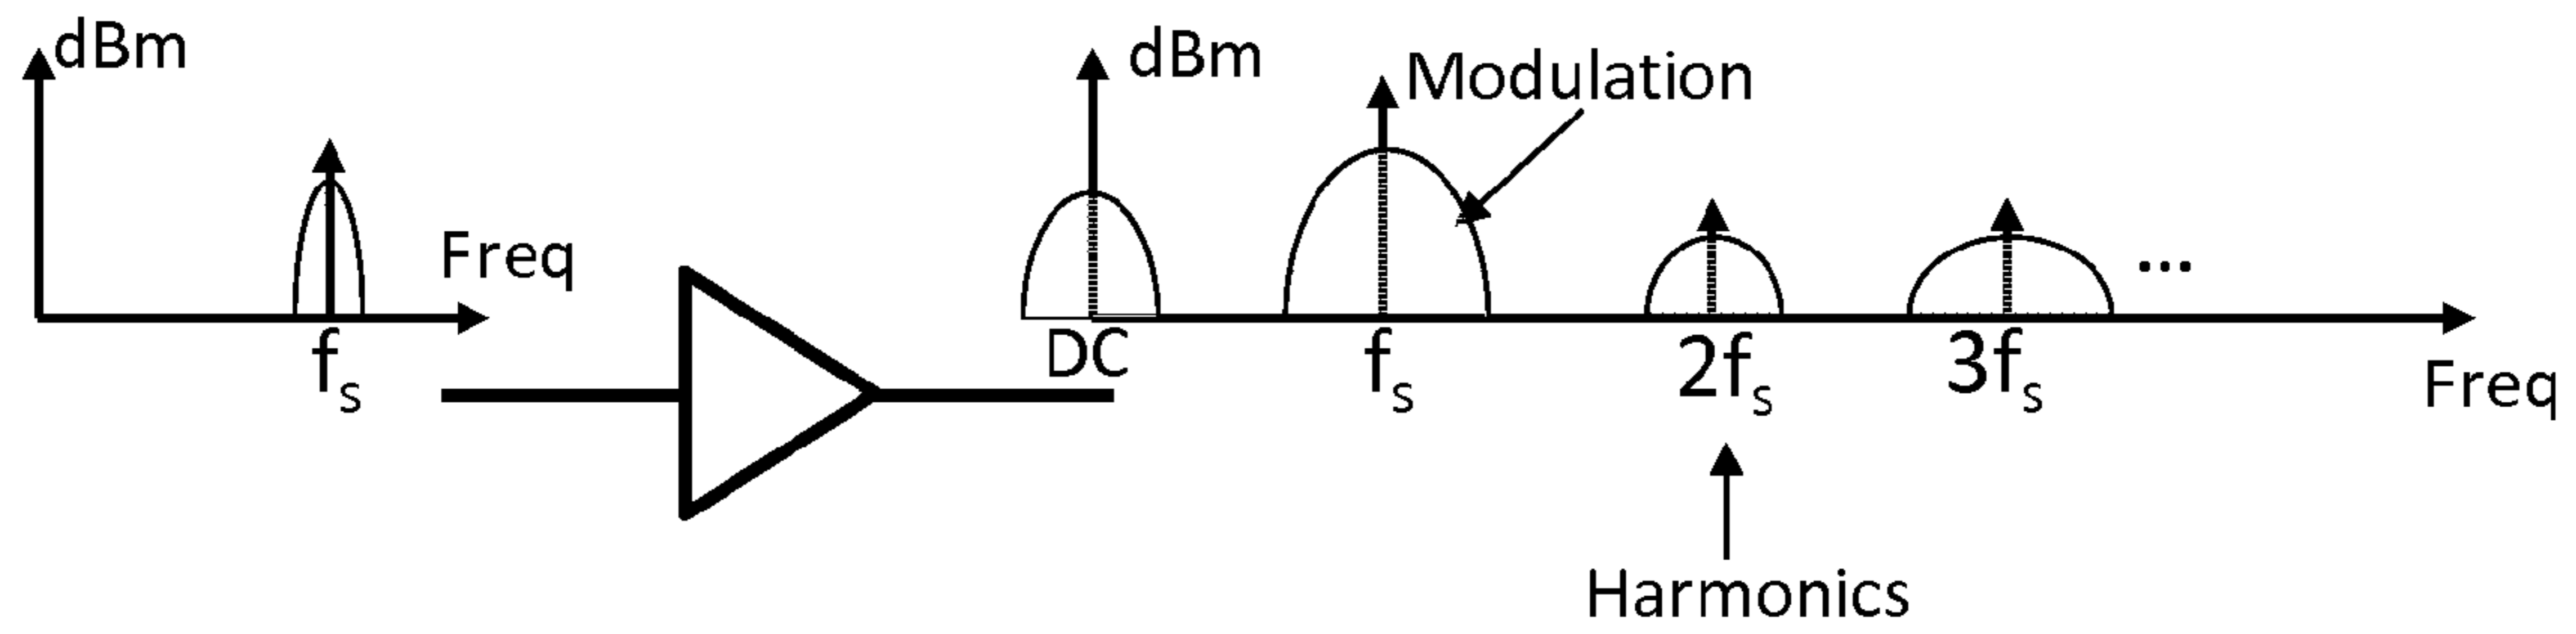 dBm
Freq
fs
dBm
Modulation
DC
fs
2fs
3fs
...
Freq
Harmonics